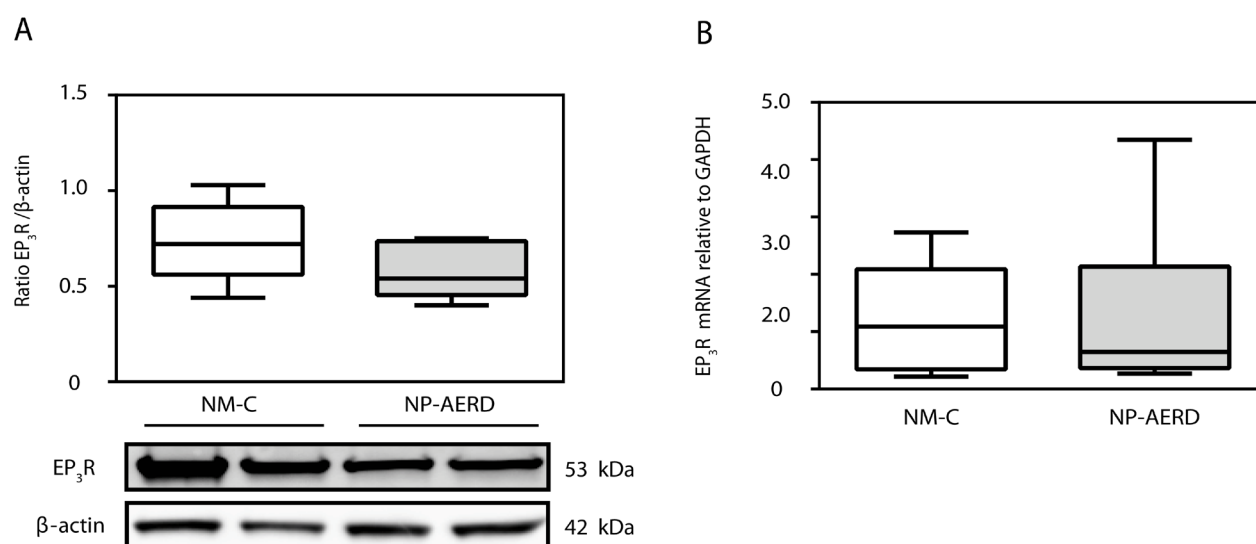 A
Ratio EP₃R /β-actin
1.5
1.0
0.5
0
NM-C
NP-AERD
EP₃R
53 kDa
β-actin
42 kDa
B
EP₃R mRNA relative to GAPDH
5.0
4.0
3.0
2.0
0
NM-C
NP-AERD